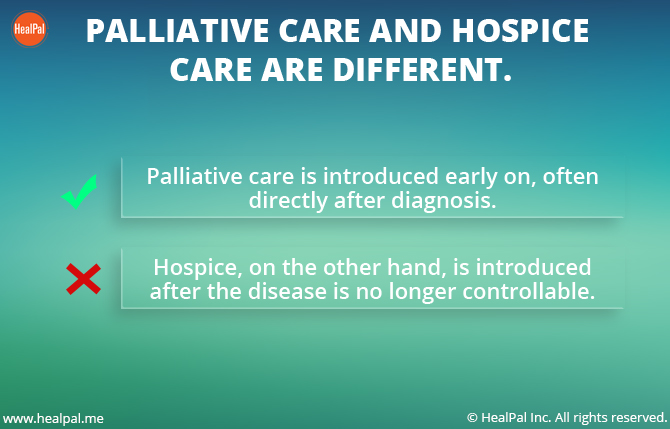 HealPal
PALLIATIVE CARE AND HOSPICE
CARE ARE DIFFERENT.
Palliative care is introduced early on, often
directly after diagnosis.
Hospice, on the other hand, is introduced
after the disease is no longer controllable.
www.healpal.me
© HealPal Inc. All rights reserved.